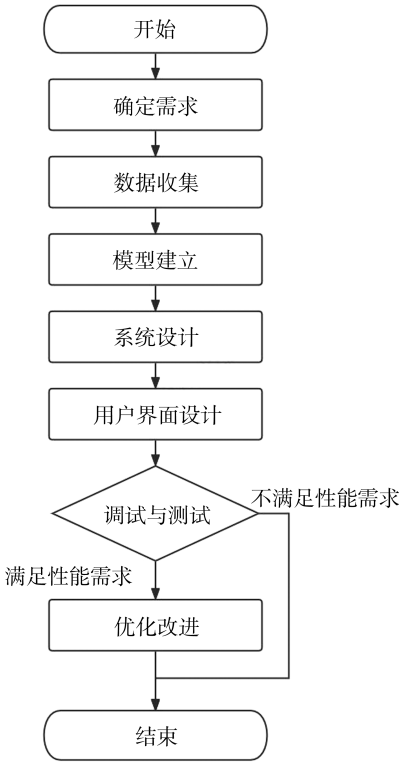 开始
确定需求
数据收集
模型建立
系统设计
用户界面设计
不满足性能需求
调试与测试
满足性能需求
优化改进
结束